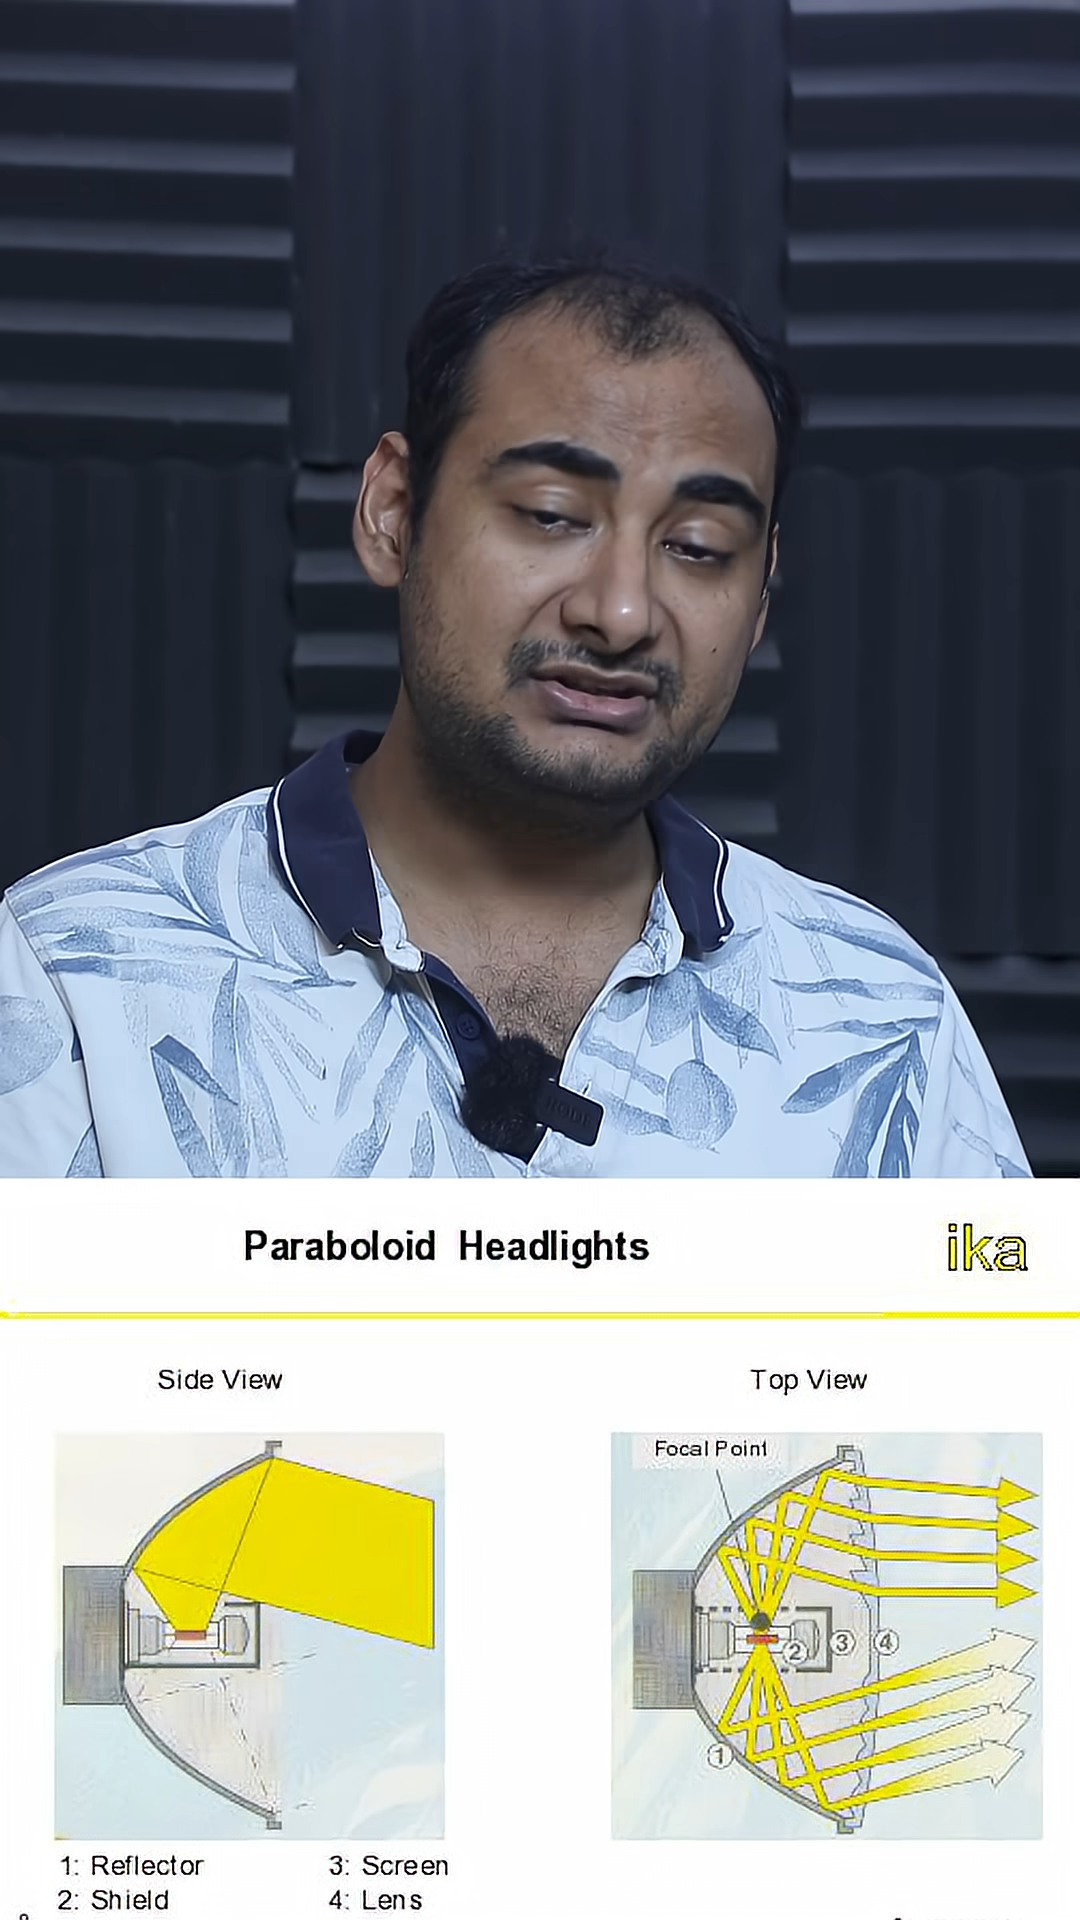 RODE
Paraboloid Headlights
ika
Side View
Top View
Focal Point
2
3
4
1
1: Reflector
3: Screen
2: Shield
4: Lens